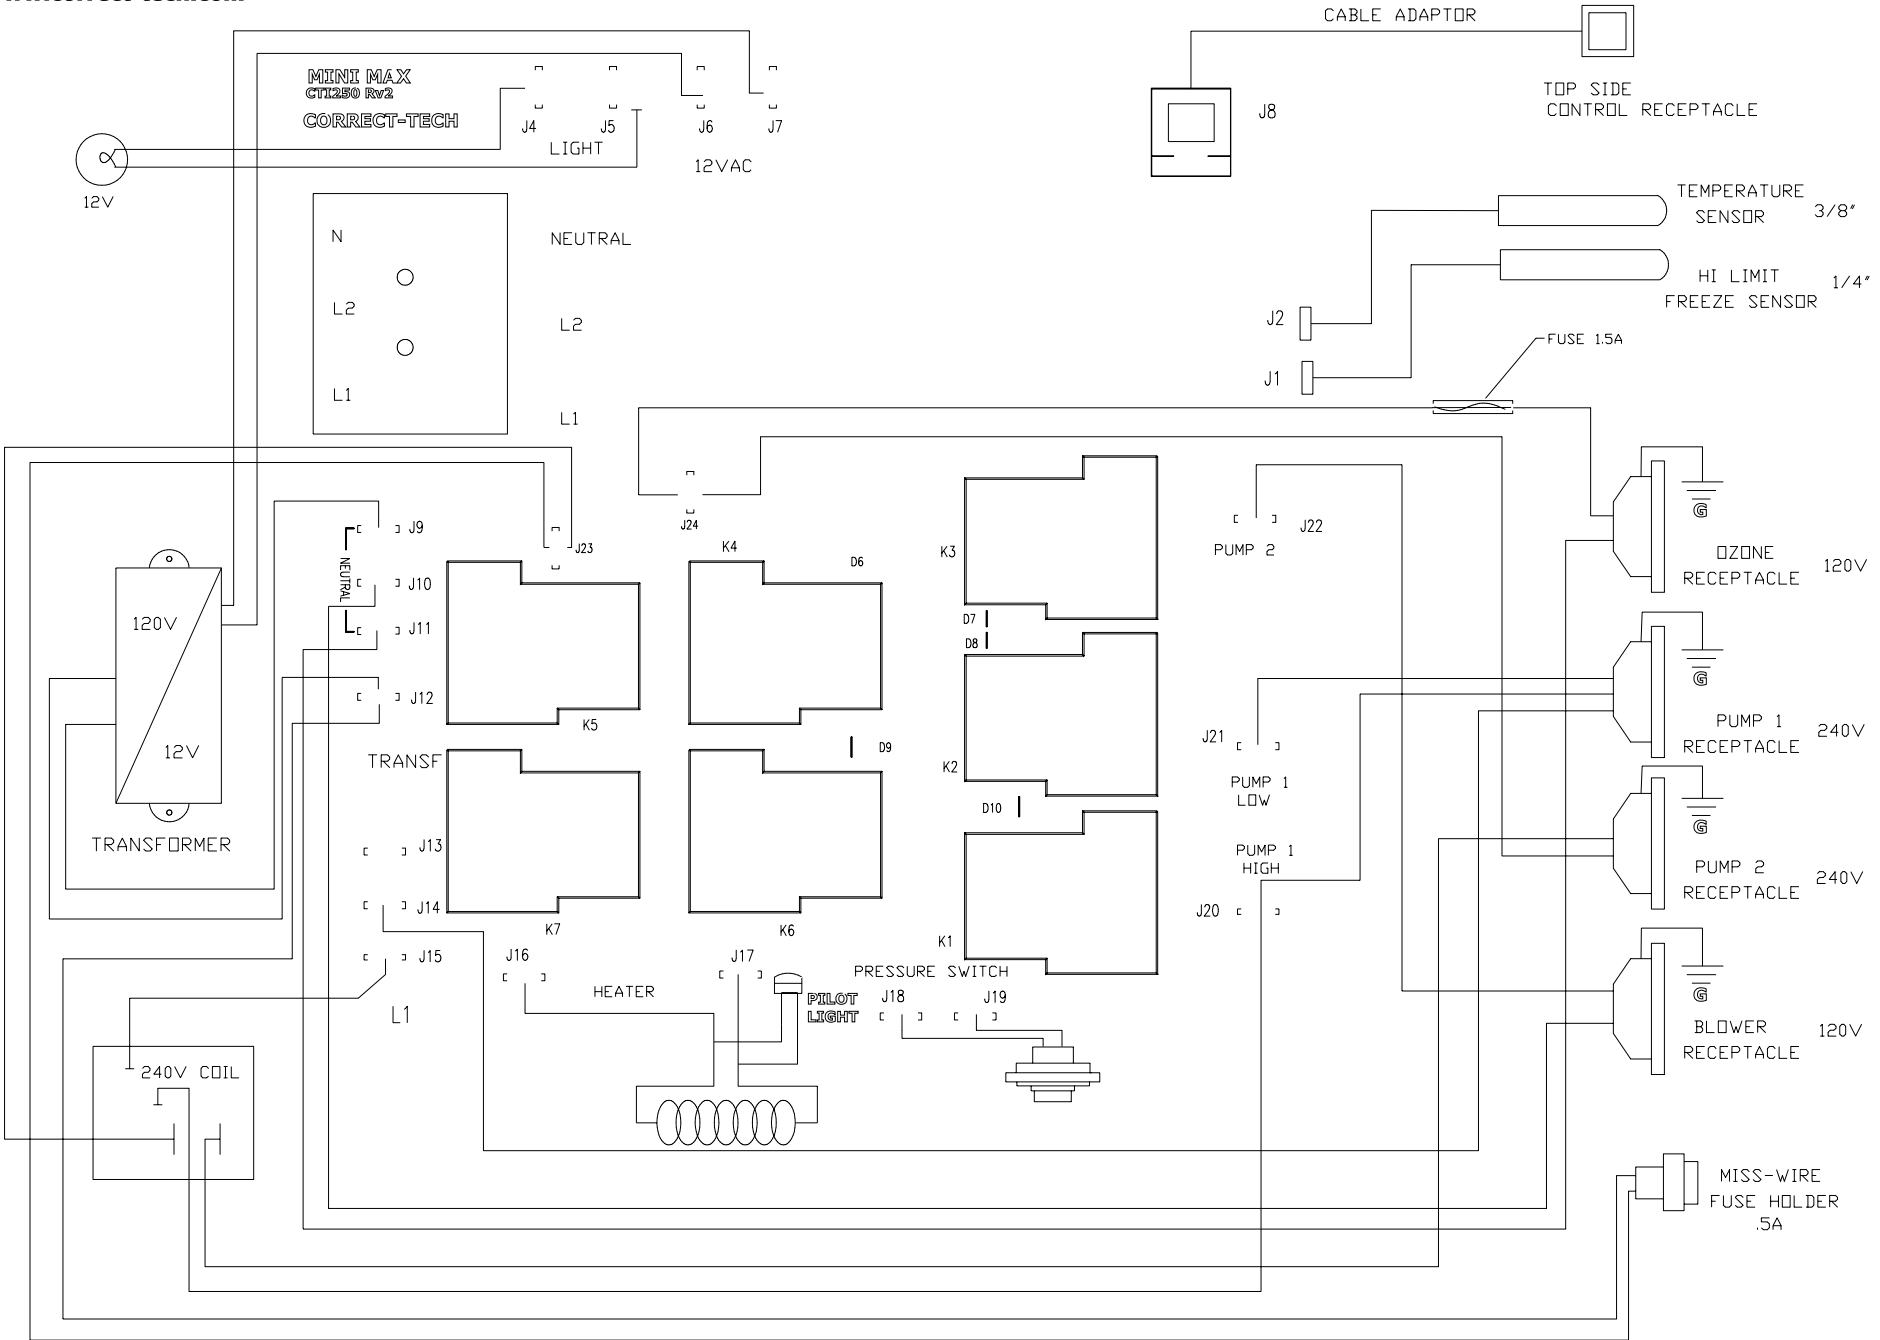 CABLE ADAPTOR
TOP SIDE
CONTROL RECEPTACLE
J8
MINI MAX
CTI250 Rv2
CORRECT-TECH
J4
J5
J6
J7
LIGHT
12VAC
12V
TEMPERATURE
SENSOR
3/8"
HI LIMIT
FREEZE SENSOR
1/4"
J2
J1
FUSE 1.5A
N
NEUTRAL
L2
L2
L1
L1
J9
J10
J11
NEUTRAL
J12
J23
J24
K4
D6
K3
D7
D8
J22
PUMP 2
G
OZONE
RECEPTACLE
120V
120V
12V
TRANSFORMER
TRANSF
K5
D9
K2
D10
J21
PUMP 1
LOW
G
PUMP 1
RECEPTACLE
240V
J13
J14
J15
L1
K7
K6
K1
PUMP 1
HIGH
J20
G
PUMP 2
RECEPTACLE
240V
J16
HEATER
J17
PILOT
LIGHT
PRESSURE SWITCH
J18
J19
G
BLOWER
RECEPTACLE
120V
240V COIL
MISS-WIRE
FUSE HOLDER
.5A